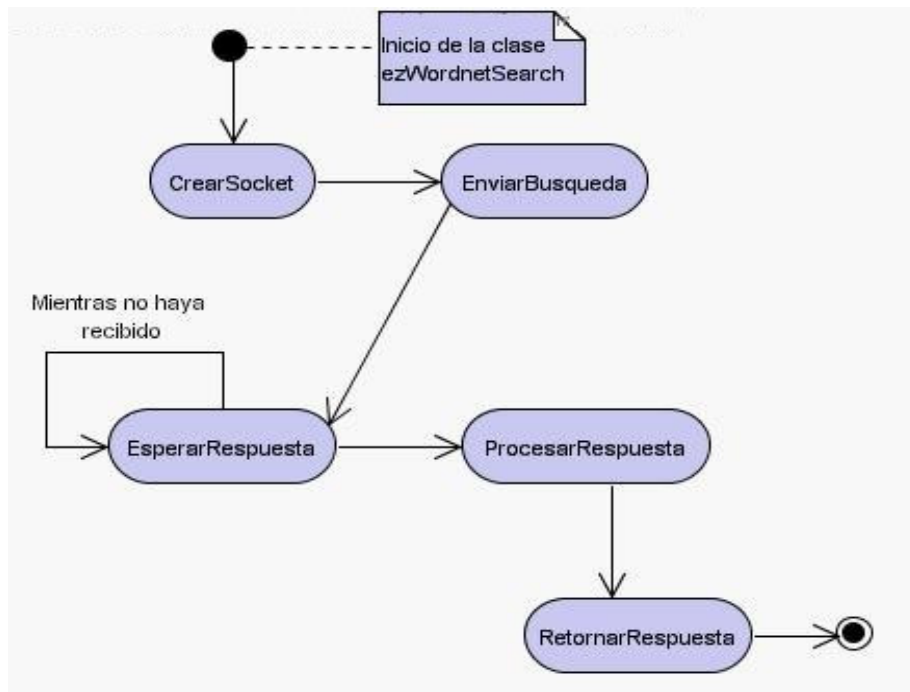 Inicio de la clase
ezWordnetSearch
CrearSocket
EnviarBusqueda
Mientras no haya
recibido
EsperarRespuesta
ProcesarRespuesta
RetornarRespuesta